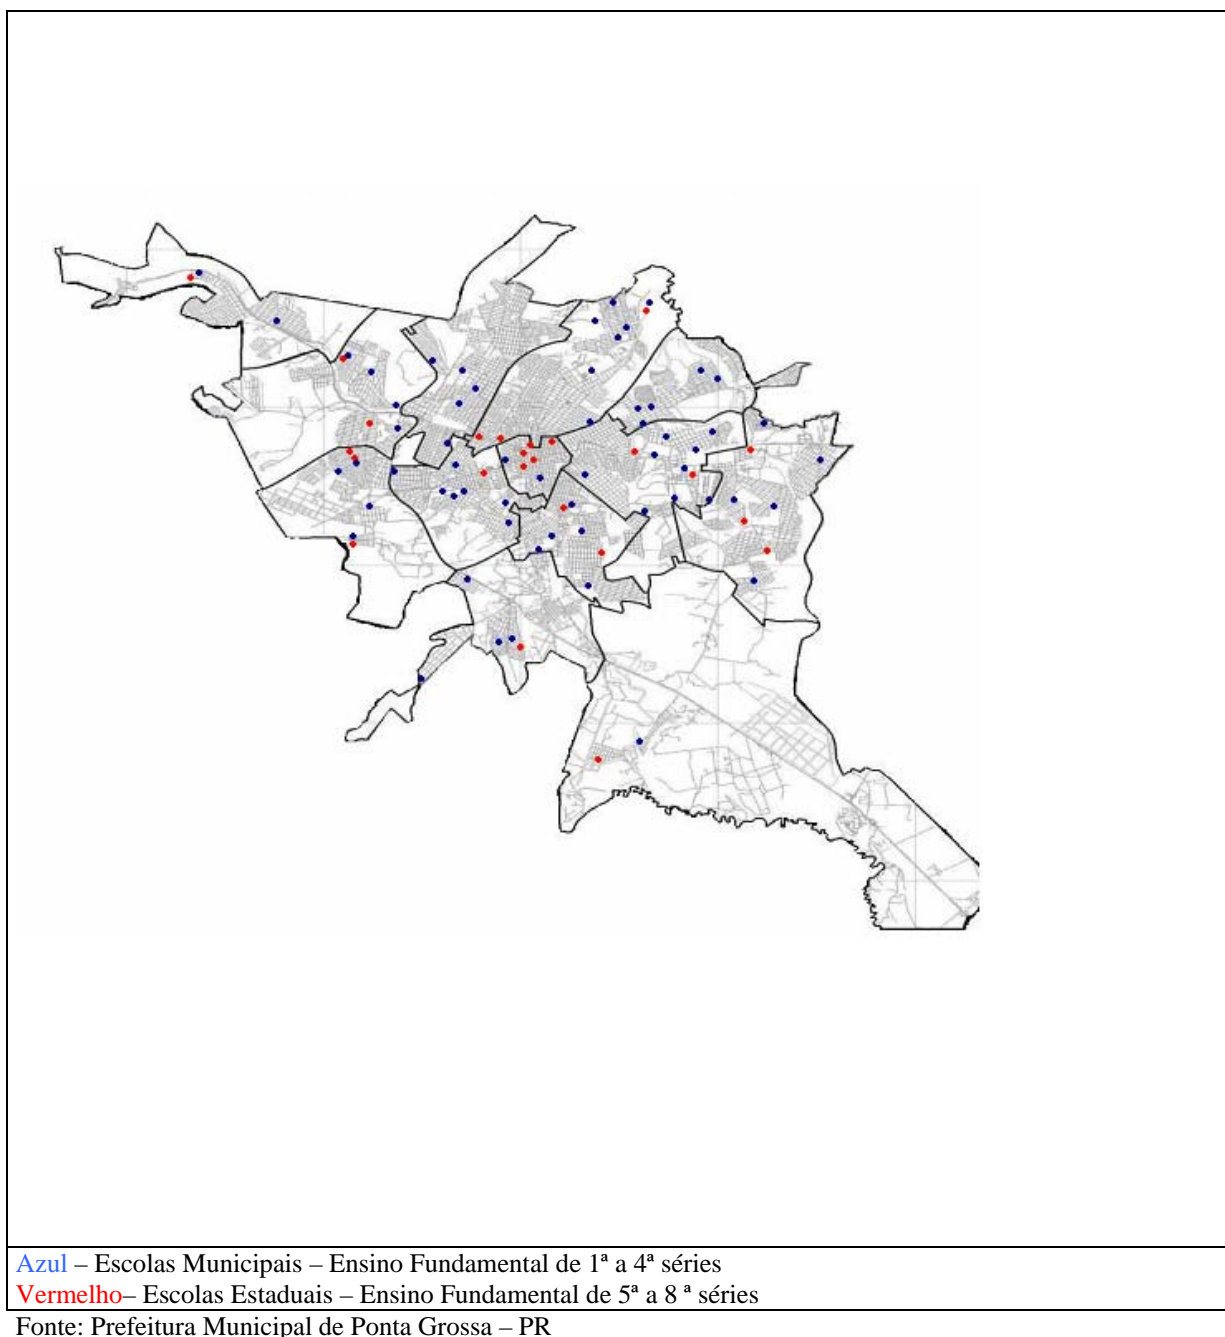 Azul – Escolas Municipais – Ensino Fundamental de 1ª a 4ª séries
Vermelho– Escolas Estaduais – Ensino Fundamental de 5ª a 8 ª séries
Fonte: Prefeitura Municipal de Ponta Grossa – PR